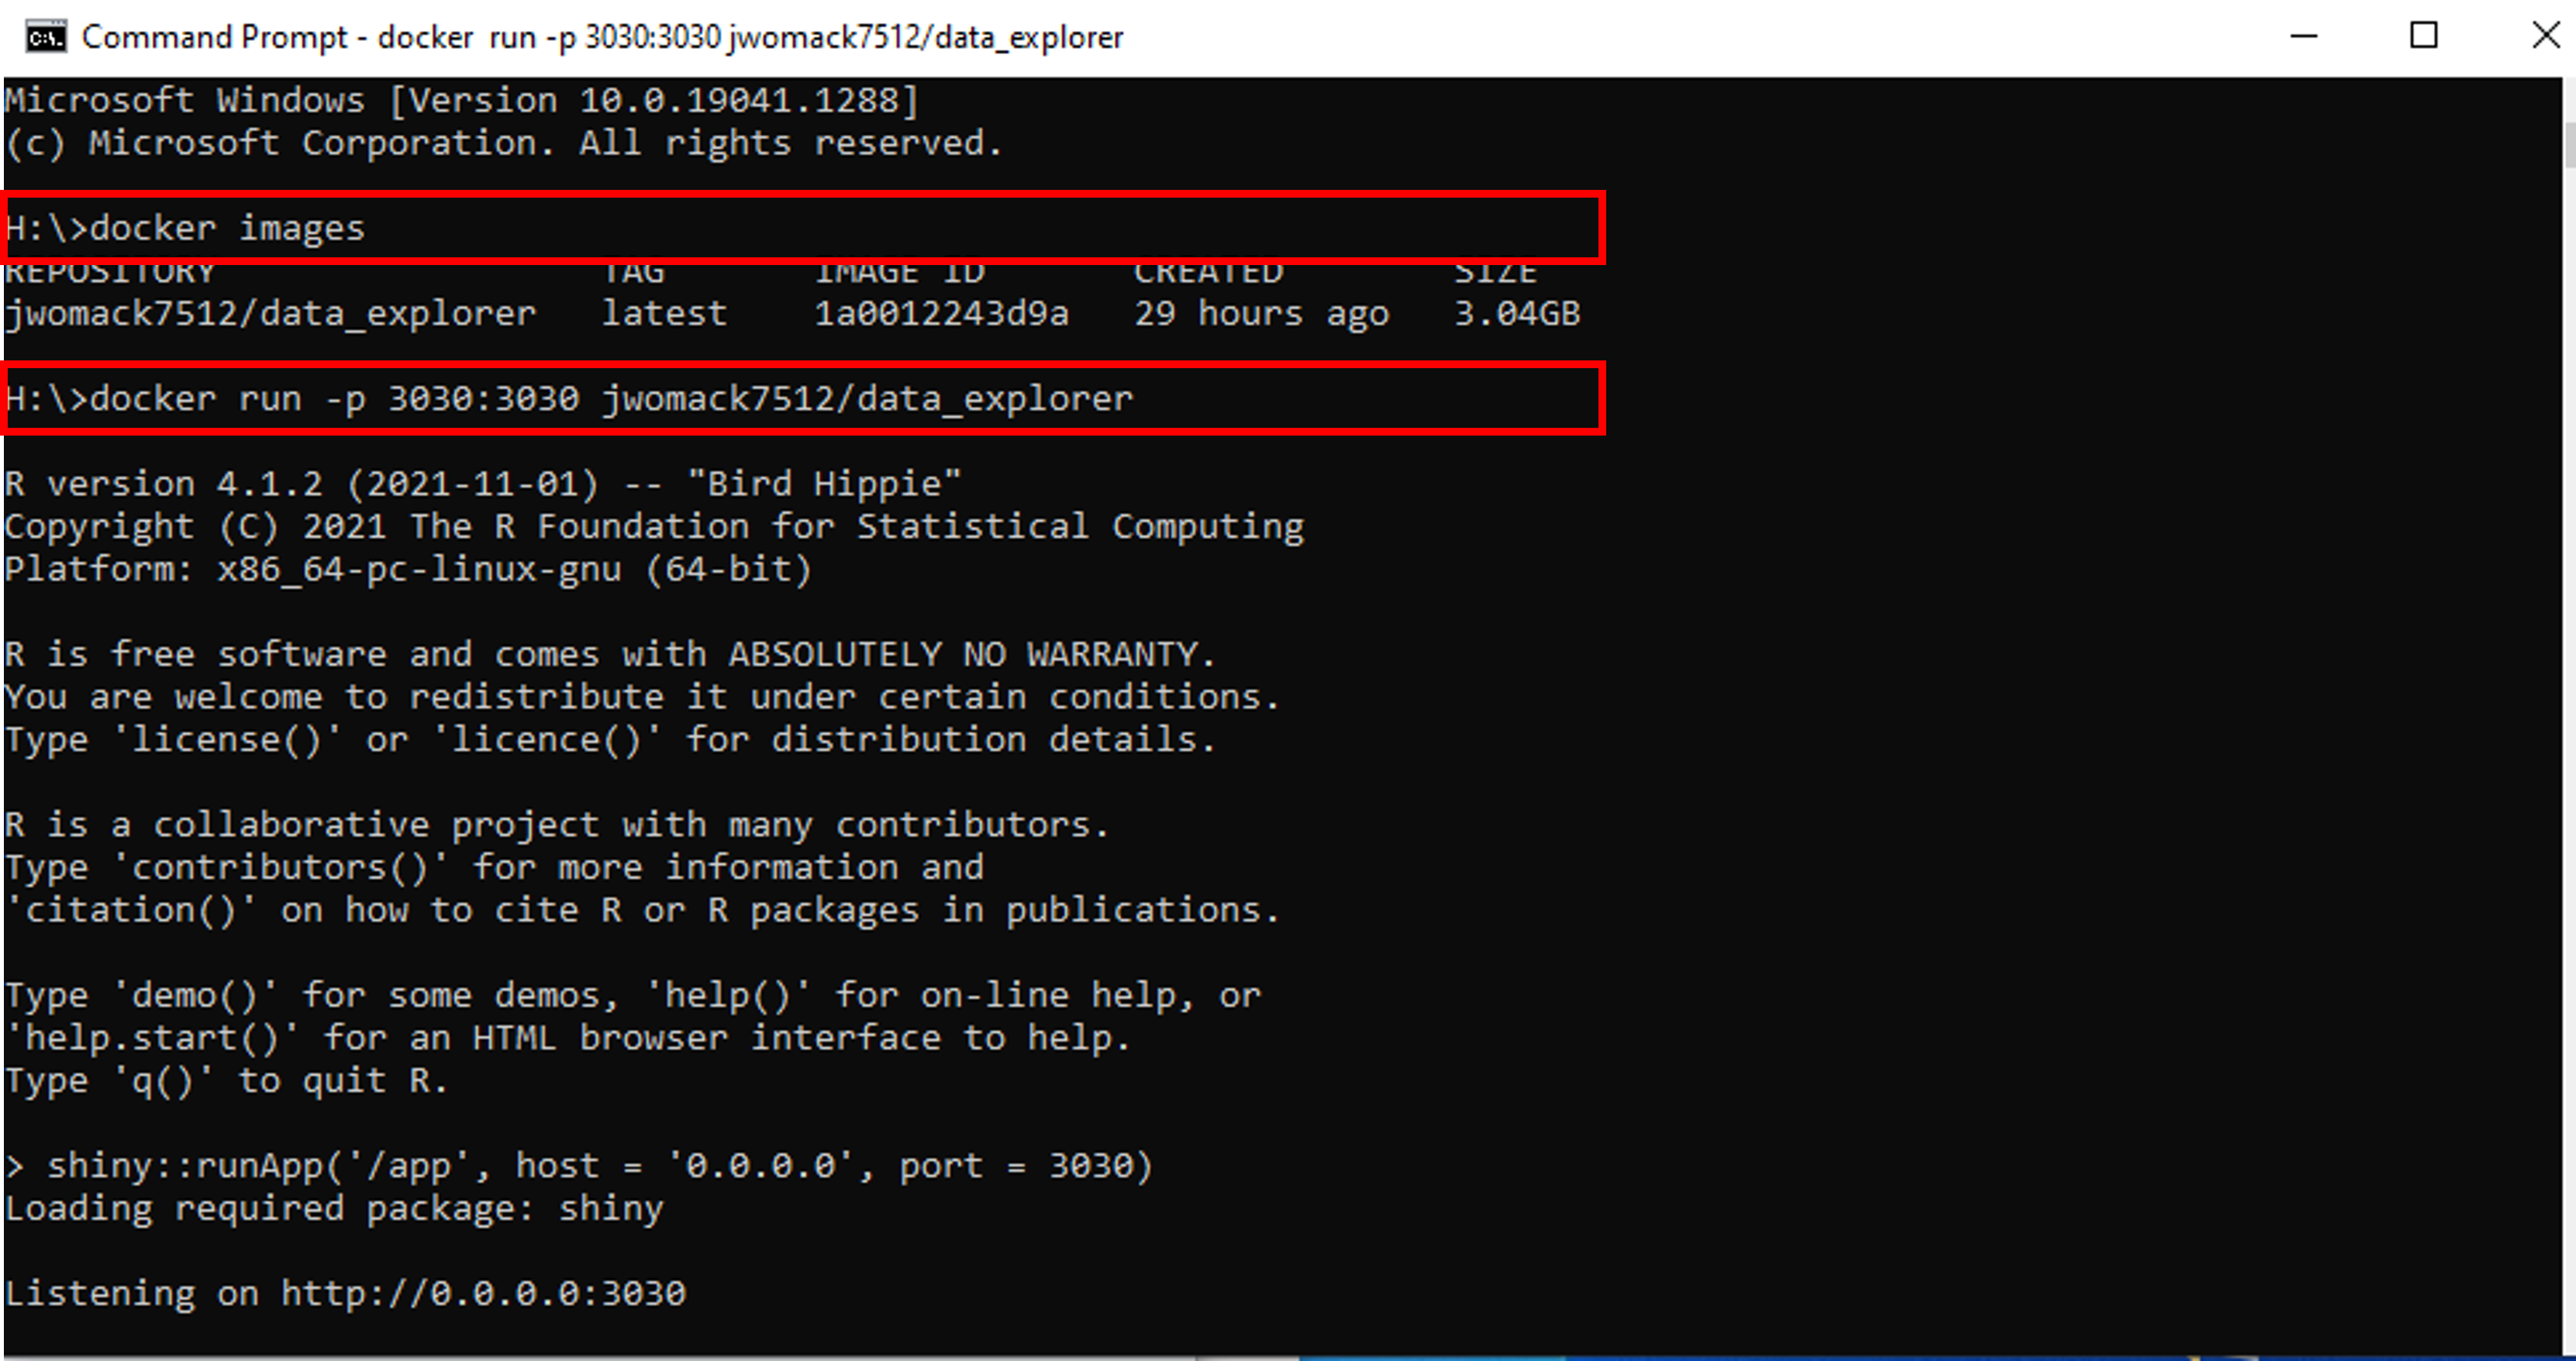 Command Prompt - docker run -p 3030:3030 jwomack7512/data_explorer
Microsoft Windows [Version 10.0.19041.1288]
(c) Microsoft Corporation. All rights reserved.
H:\>docker images
REPOSITORY TAG IMAGE ID CREATED SIZE
jwomack7512/data_explorer latest 1a0012243d9a 29 hours ago 3.04GB
H:\>docker run -p 3030:3030 jwomack7512/data_explorer
R version 4.1.2 (2021-11-01) -- "Bird Hippie"
Copyright (C) 2021 The R Foundation for Statistical Computing
Platform: x86_64-pc-linux-gnu (64-bit)
R is free software and comes with ABSOLUTELY NO WARRANTY.
You are welcome to redistribute it under certain conditions.
Type 'license()' or 'licence()' for distribution details.
R is a collaborative project with many contributors.
Type 'contributors()' for more information and
'citation()' on how to cite R or R packages in publications.
Type 'demo()' for some demos, 'help()' for on-line help, or
'help.start()' for an HTML browser interface to help.
Type 'q()' to quit R.
> shiny::runApp('/app', host = '0.0.0.0', port = 3030)
Loading required package: shiny
Listening on http://0.0.0.0:3030